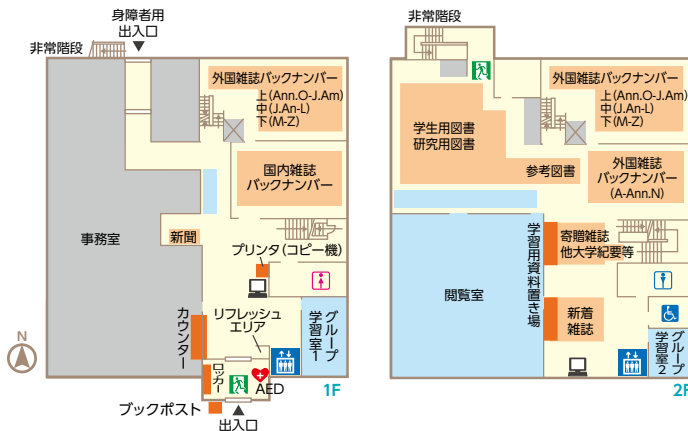 身障者用
出入口
非常階段
外国雑誌バックナンバー
上(Ann.O-J.Am)
中(J.An-L)
下(M-Z)
国内雑誌
バックナンバー
事務室
新聞
プリンタ(コピー機)
カウンター
リフレッシュ
エリア
グループ
学習室1
ロッカー
AED
1F
ブックポスト
出入口
N
非常階段
外国雑誌バックナンバー
上(Ann.O-J.Am)
中(J.An-L)
下(M-Z)
学生用図書
研究用図書
参考図書
外国雑誌
バックナンバー
(A-Ann.N)
閲覧室
学習用資料置き場
寄贈雑誌
他大学紀要等
新着
雑誌
グループ
学習室2
2F